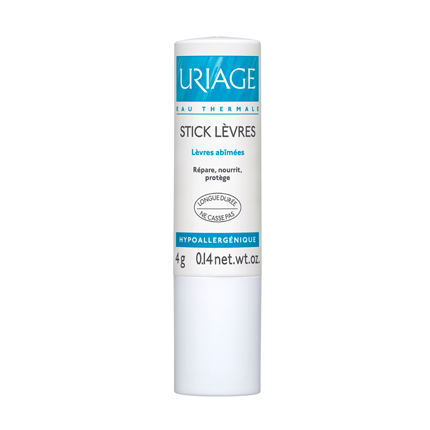 URIAGE
EAU THERMALE
STICK LÈVRES
Lèvres abîmées
Répare, nourrit,
protège
LONGUE DURÉE
NE CASSE PAS
HYPOALLERGÉNIQUE
4 g 0.14 net.wt.oz.